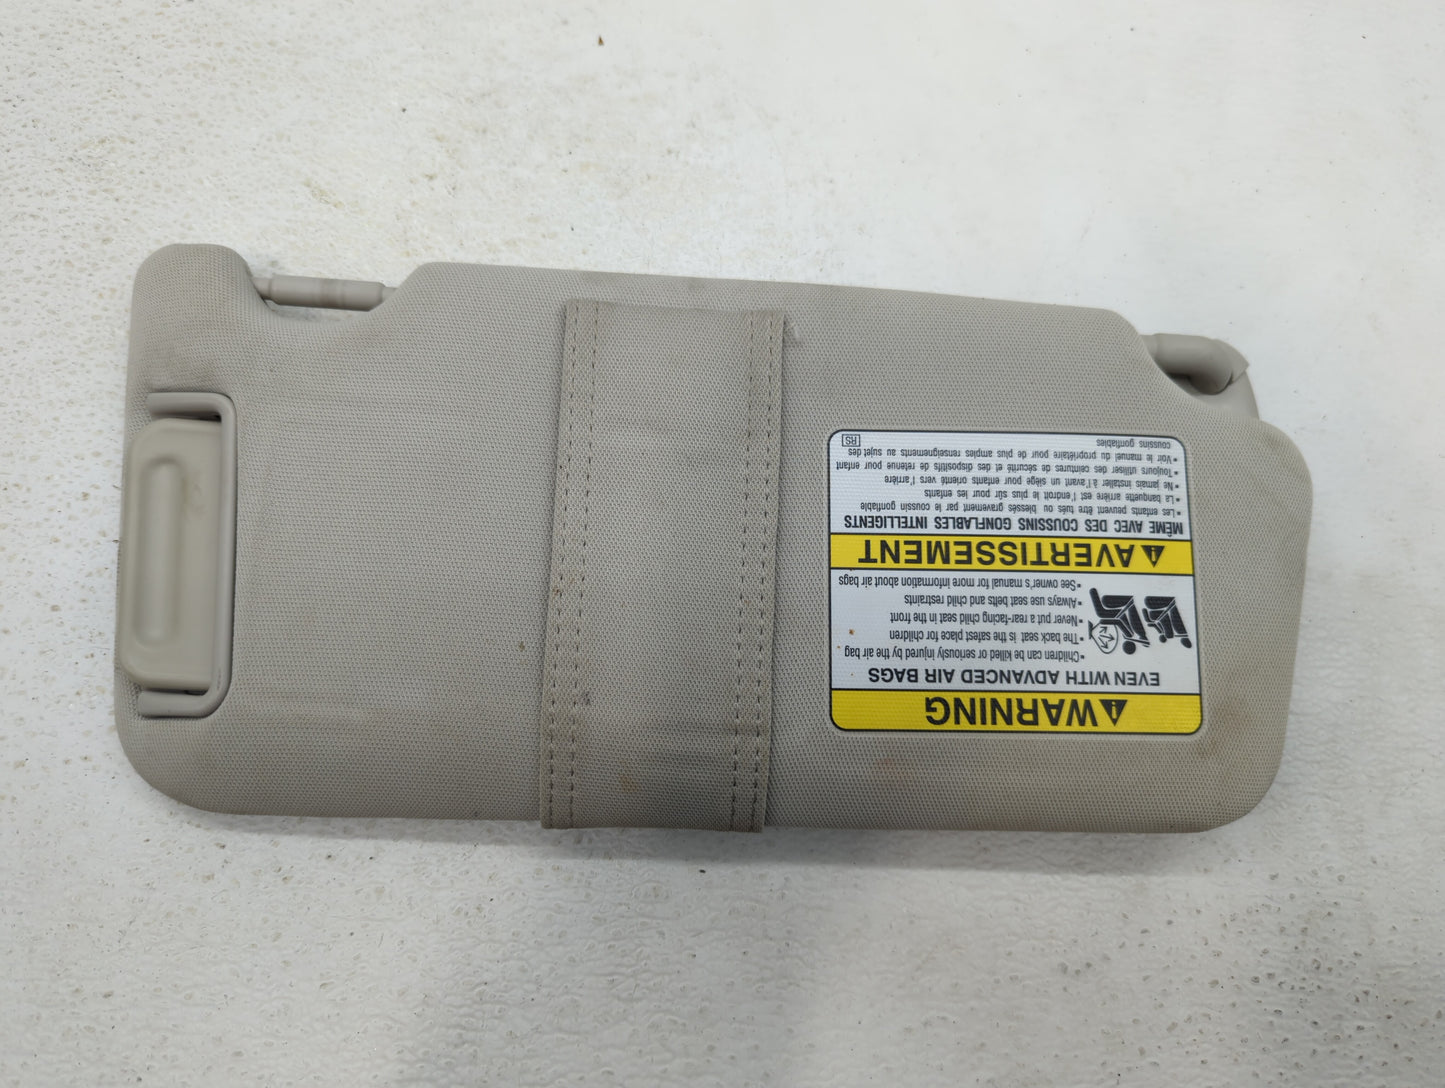 WARNING
EVEN WITH ADVANCED AIR BAGS
• Children can be killed or seriously injured by the air bag
• The back seat is the safest place for children
• Never put a rear-facing child seat in the front
• Always use seat belts and child restraints
• See owner's manual for more information about air bags
AVERTISSEMENT
MÊME AVEC DES COUSSINS GONFLABLES INTELLIGENTS
• Les enfants peuvent être tués ou blessés gravement par le coussin gonflable
• La banquette arrière est l'endroit le plus sûr pour les enfants
• Ne jamais installer à l'avant un siège pour enfants orienté vers l'arrière
• Toujours utiliser des ceintures de sécurité et des dispositifs de retenue pour enfant
• Voir le manuel du propriétaire pour de plus amples renseignements au sujet des
coussins gonflables
RS